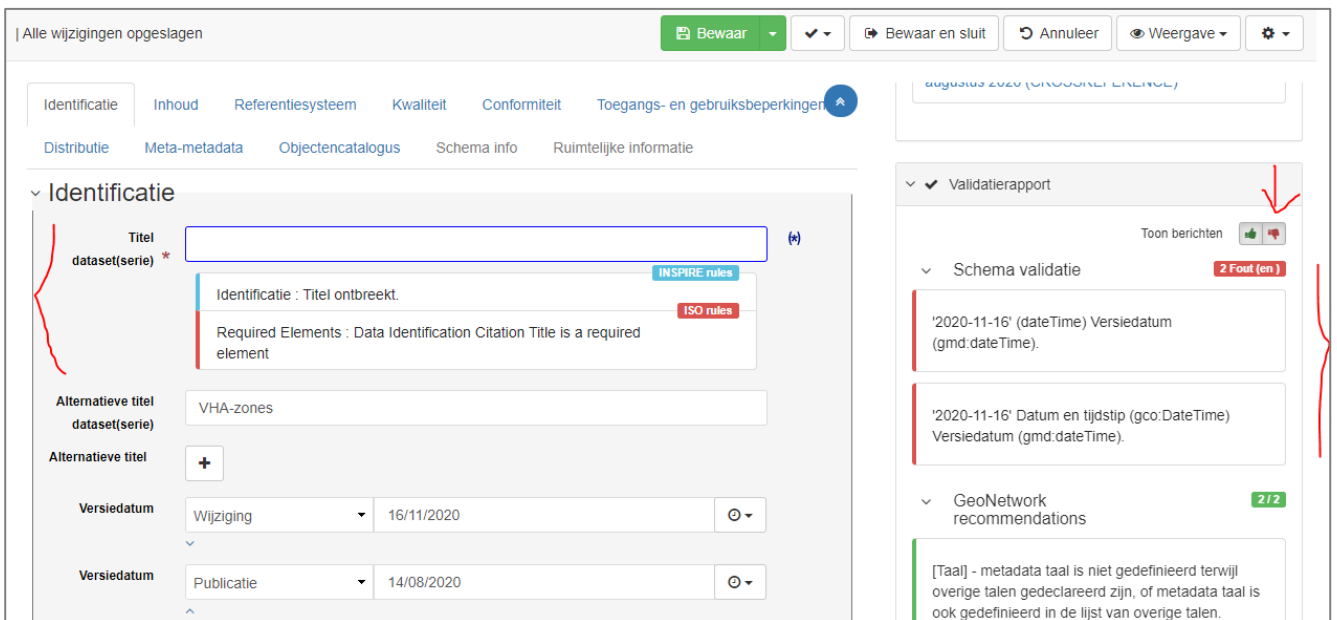 | Alle wijzigingen opgeslagen
Bewaar
Bewaar en sluit
Annuleer
Weergave
Identificatie
Inhoud
Referentiesysteem
Kwaliteit
Conformiteit
Toegangs- en gebruiksbeperkingen
Distributie
Meta-metadata
Objectencatalogus
Schema info
Ruimtelijke informatie
Identificatie
Titel
dataset(serie) *
(*)
INSPIRE rules
Identificatie : Titel ontbreekt.
ISO rules
Required Elements : Data Identification Citation Title is a required
element
Alternatieve titel
dataset(serie)
VHA-zones
Alternatieve titel
+
Versiedatum
Wijziging
16/11/2020
Versiedatum
Publicatie
14/08/2020
augustus 2020 (CROSSREFERENCE)
Validatierapport
Toon berichten
Schema validatie
2 Fout (en )
'2020-11-16' (dateTime) Versiedatum
(gmd:dateTime).
'2020-11-16' Datum en tijdstip (gco:DateTime)
Versiedatum (gmd:dateTime).
GeoNetwork
recommendations
2 / 2
[Taal] - metadata taal is niet gedefinieerd terwijl
overige talen gedeclareerd zijn, of metadata taal is
ook gedefinieerd in de lijst van overige talen.